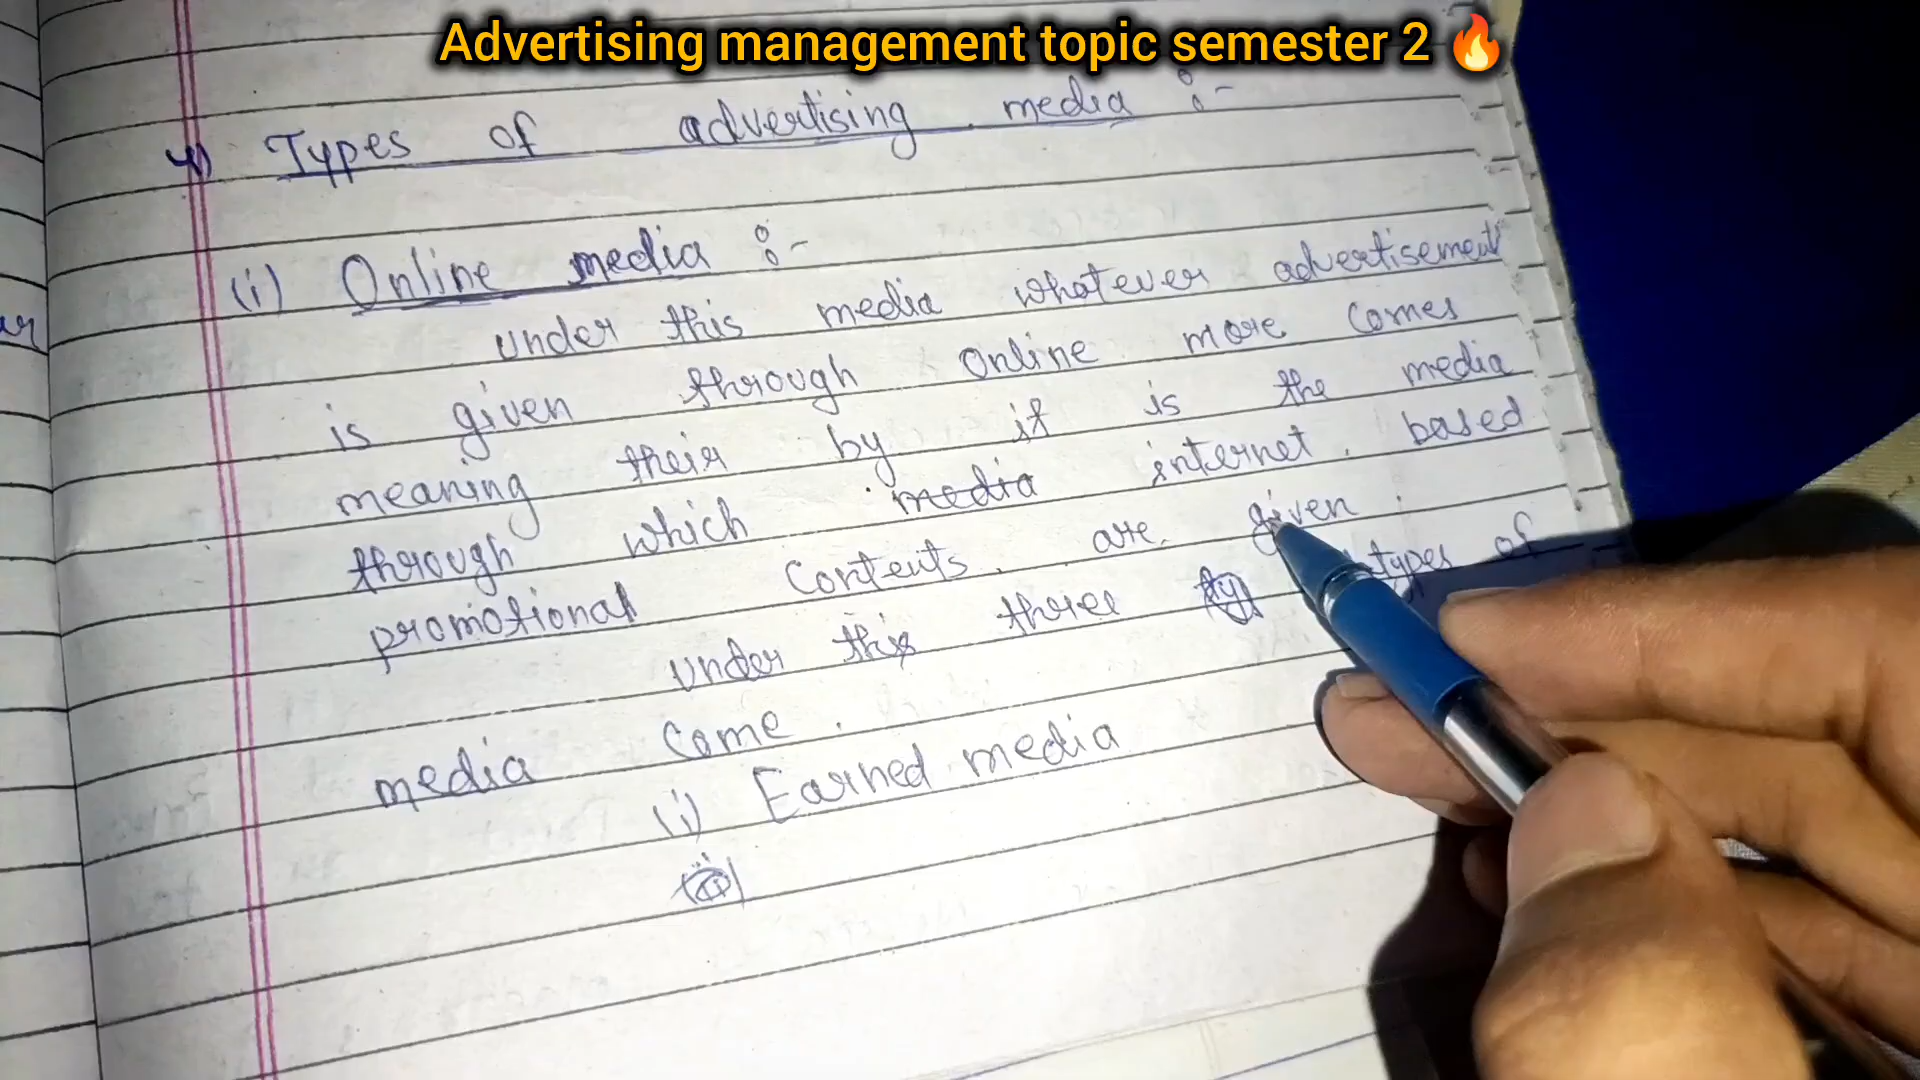 Advertising management topic semester 2 🔥
4) Types of advertising media :-
(i) Online media :-
under this media whatever advertisement
is given through online more comes
meaning their by it is the media
through which media internet based
promotional contents are given.
under this three types of
media come.
(i) Earned media